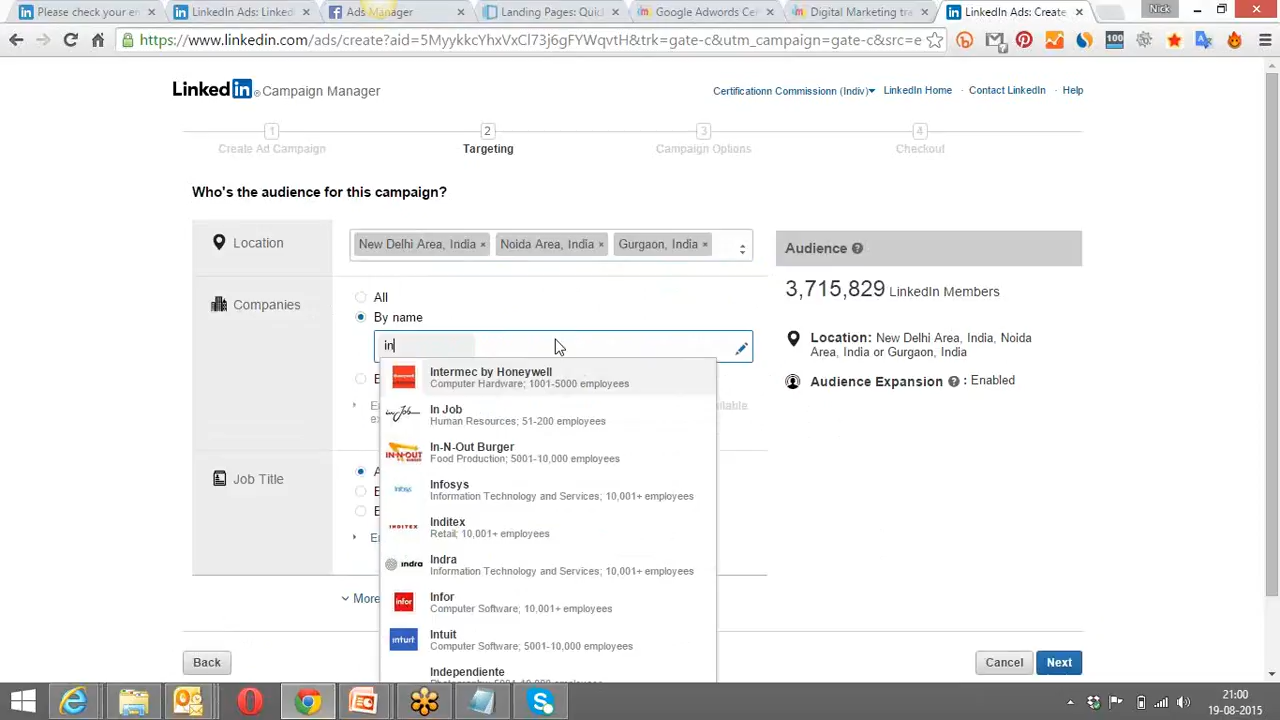 Please check your en
LinkedIn Ads: Linked
Ads Manager
Landing Pages: Quick
Google Adwords Cer
Digital Marketing tra
LinkedIn Ads: Create
Nick
https://www.linkedin.com/ads/create?aid=5MyykkcYhxVxCl73j6gFYWqvtH&trk=gate-c&utm_campaign=gate-c&src=e
100
Linked in Campaign Manager
Certificationn Commissionn (Indiv)
LinkedIn Home
Contact LinkedIn
Help
1
2
3
4
Create Ad Campaign
Targeting
Campaign Options
Checkout
Who's the audience for this campaign?
Location
New Delhi Area, India ×
Noida Area, India ×
Gurgaon, India ×
Audience
3,715,829 LinkedIn Members
Location: New Delhi Area, India, Noida
Area, India or Gurgaon, India
Audience Expansion : Enabled
Companies
All
By name
in
Intermec by Honeywell
Computer Hardware; 1001-5000 employees
In Job
Human Resources; 51-200 employees
In-N-Out Burger
Food Production; 5001-10,000 employees
Infosys
Information Technology and Services; 10,001+ employees
Inditex
Retail; 10,001+ employees
Indra
Information Technology and Services; 10,001+ employees
Infor
Computer Software; 10,001+ employees
Intuit
Computer Software; 5001-10,000 employees
Independiente
Job Title
More
Back
Cancel
Next
21:00
19-08-2015